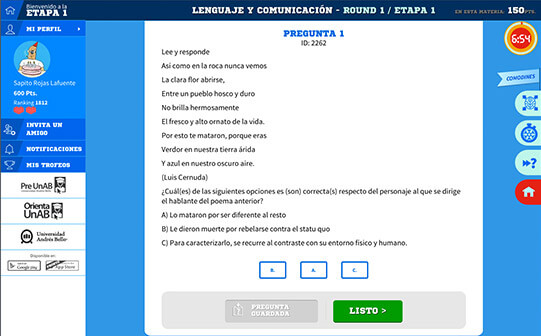 Bienvenido a la
ETAPA 1
LENGUAJE Y COMUNICACIÓN - ROUND 1 / ETAPA 1
EN ESTA MATERIA: 150 PTS.
MI PERFIL
Sapito Rojas Lafuente
600 Pts.
Ranking 1812
INVITA UN
AMIGO
NOTIFICACIONES
MIS TROFEOS
Pre UnAB
Orienta
UnAB
Universidad
Andrés Bello
Disponible en:
Google play
App Store
PREGUNTA 1
ID: 2262
Lee y responde
Asi como en la roca nunca vemos
La clara flor abrirse,
Entre un pueblo hosco y duro
No brilla hermosamente
El fresco y alto ornato de la vida.
Por esto te mataron, porque eras
Verdor en nuestra tierra árida
Y azul en nuestro oscuro aire.
(Luis Cernuda)
¿Cuál(es) de las siguientes opciones es (son) correcta(s) respecto del personaje al que se dirige
el hablante del poema anterior?
A) Lo mataron por ser diferente al resto
B) Le dieron muerte por rebelarse contra el statu quo
C) Para caracterizarlo, se recurre al contraste con su entorno físico y humano.
B.
A.
C.
PREGUNTA
GUARDADA
LISTO >
6:54
COMODINES
?